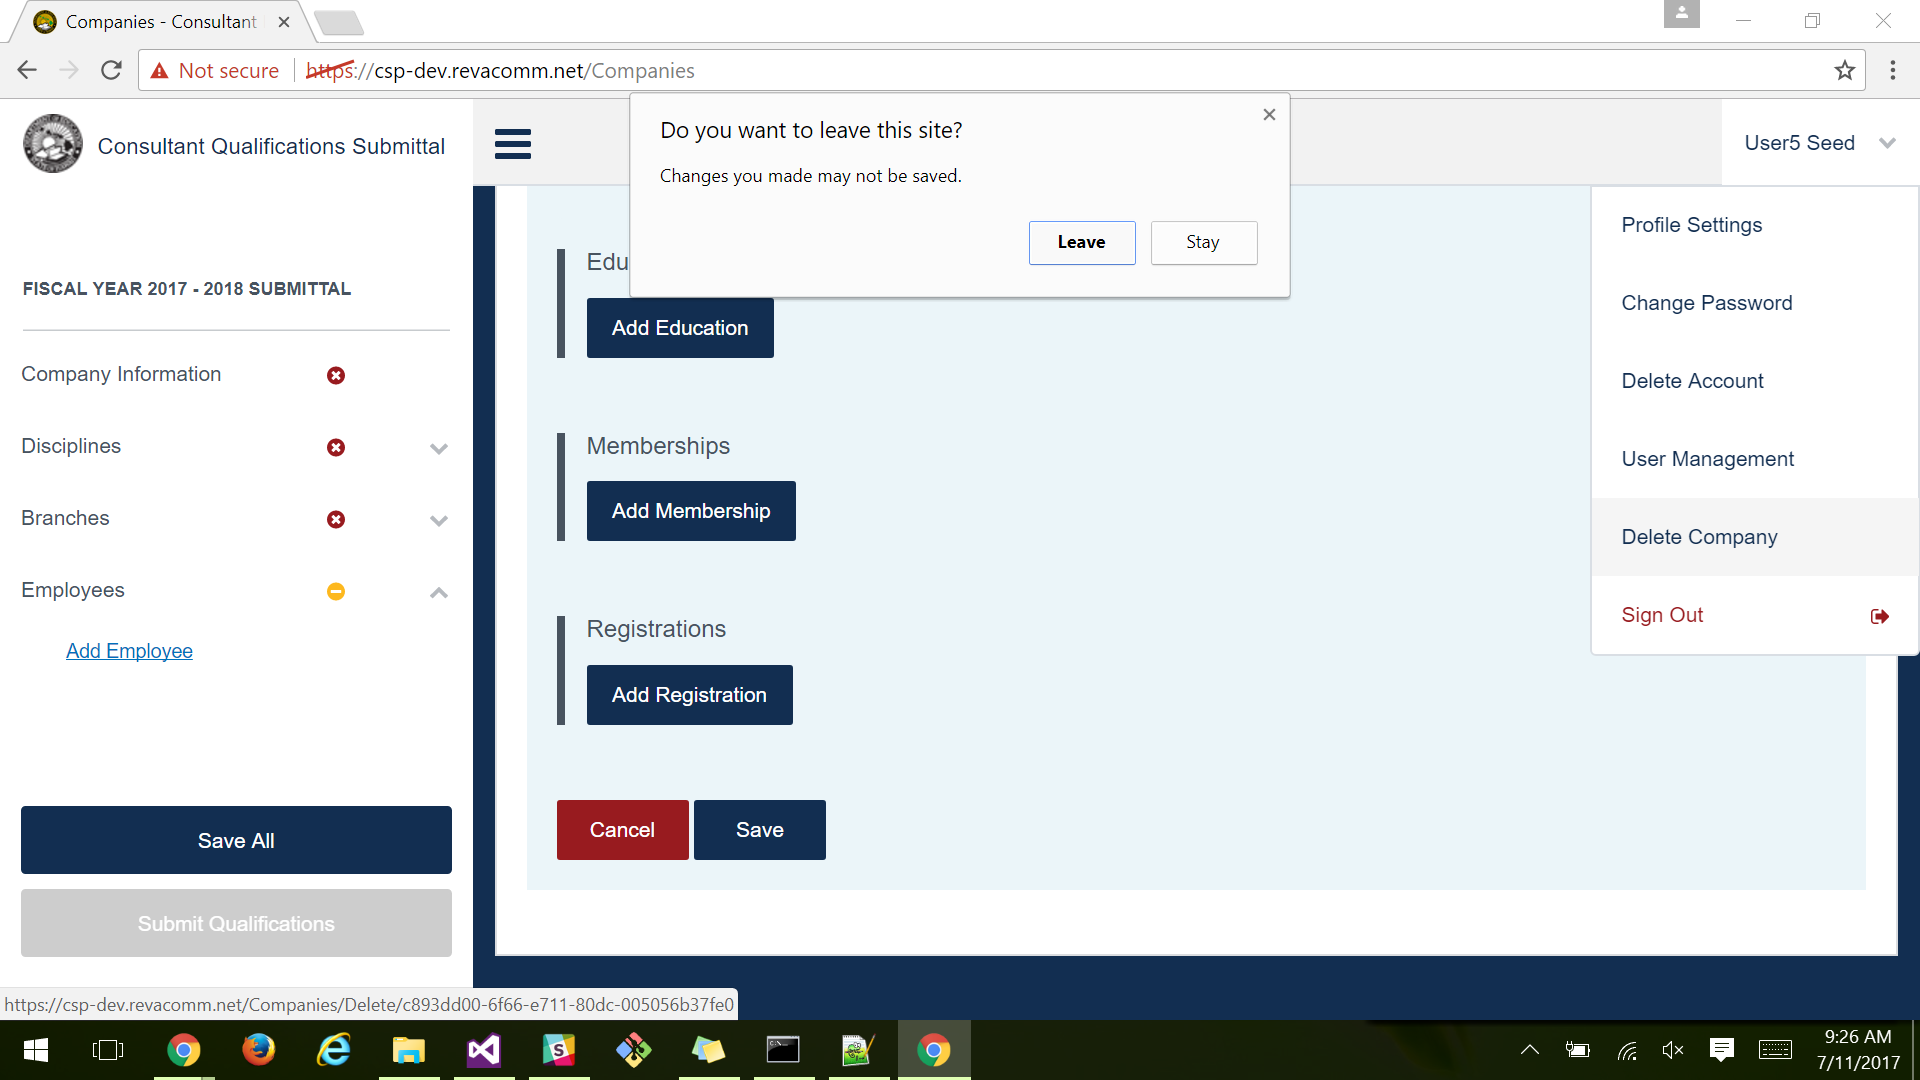 Companies - Consultant
Not secure
https://csp-dev.revacomm.net/Companies
Consultant Qualifications Submittal
User5 Seed
Do you want to leave this site?
Changes you made may not be saved.
Leave
Stay
Profile Settings
Change Password
Delete Account
User Management
Delete Company
Sign Out
FISCAL YEAR 2017 - 2018 SUBMITTAL
Company Information
Disciplines
Branches
Employees
Add Employee
Save All
Submit Qualifications
Edu
Add Education
Memberships
Add Membership
Registrations
Add Registration
Cancel
Save
https://csp-dev.revacomm.net/Companies/Delete/c893dd00-6f66-e711-80dc-005056b37fe0
9:26 AM
7/11/2017